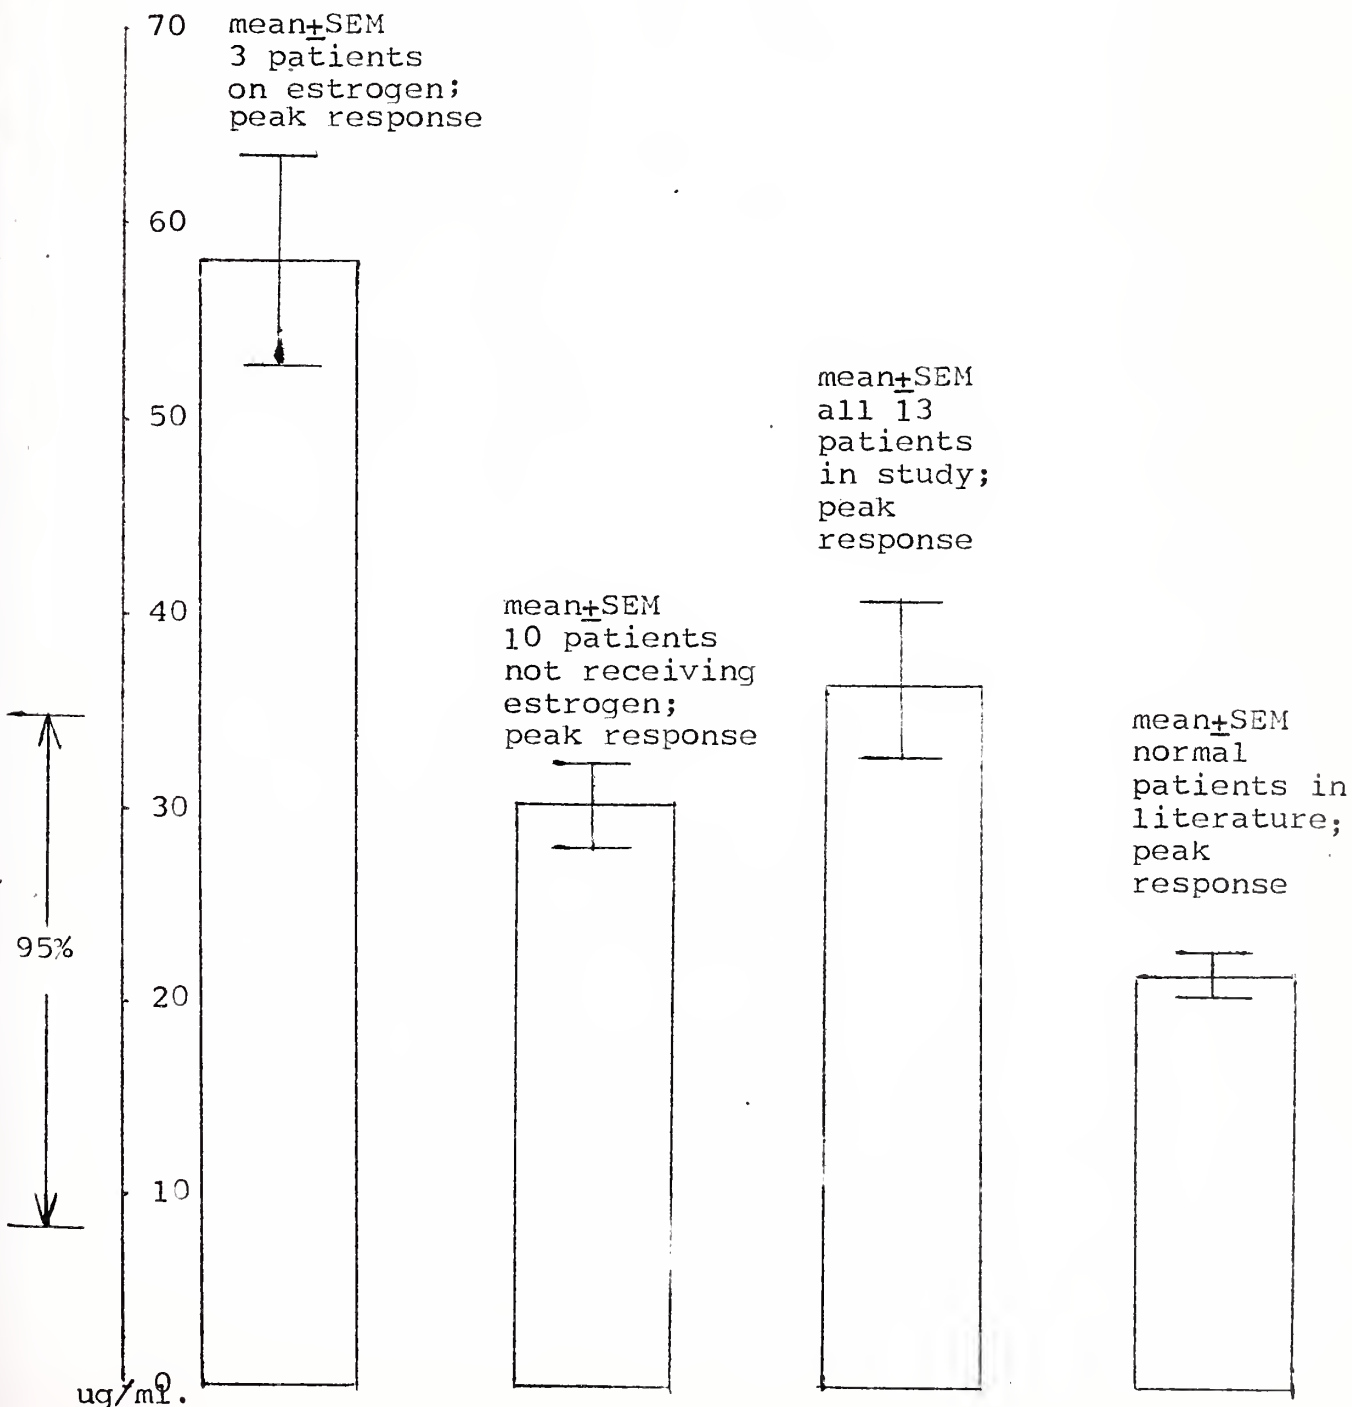 70
mean±SEM
3 patients
on estrogen;
peak response
60
50
mean±SEM
all 13
patients
in study;
peak
response
40
mean±SEM
10 patients
not receiving
estrogen;
peak response
mean±SEM
normal
patients in
literature;
peak
response
30
95%
20
10
0
ug/ml.